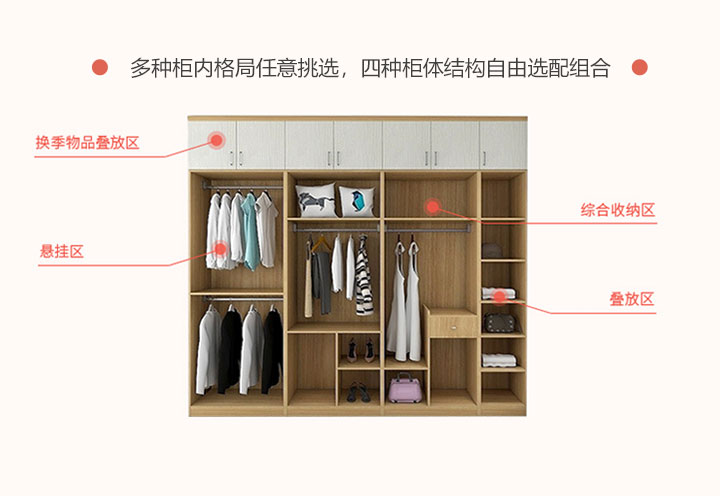 多种柜内格局任意挑选，四种柜体结构自由选配组合
换季物品叠放区
综合收纳区
悬挂区
叠放区